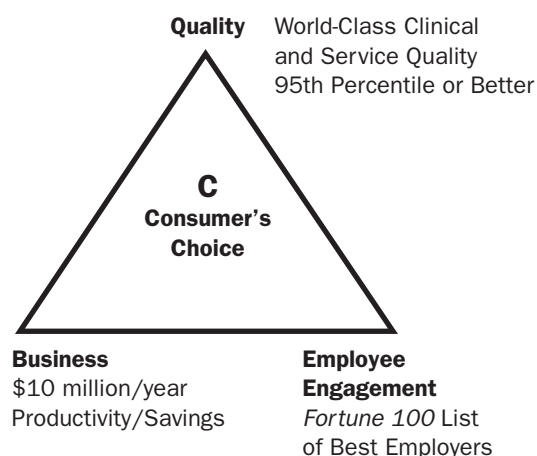 Quality World-Class Clinical
and Service Quality
95th Percentile or Better
C
Consumer's
Choice
Business
$10 million/year
Productivity/Savings
Employee
Engagement
Fortune 100 List
of Best Employers